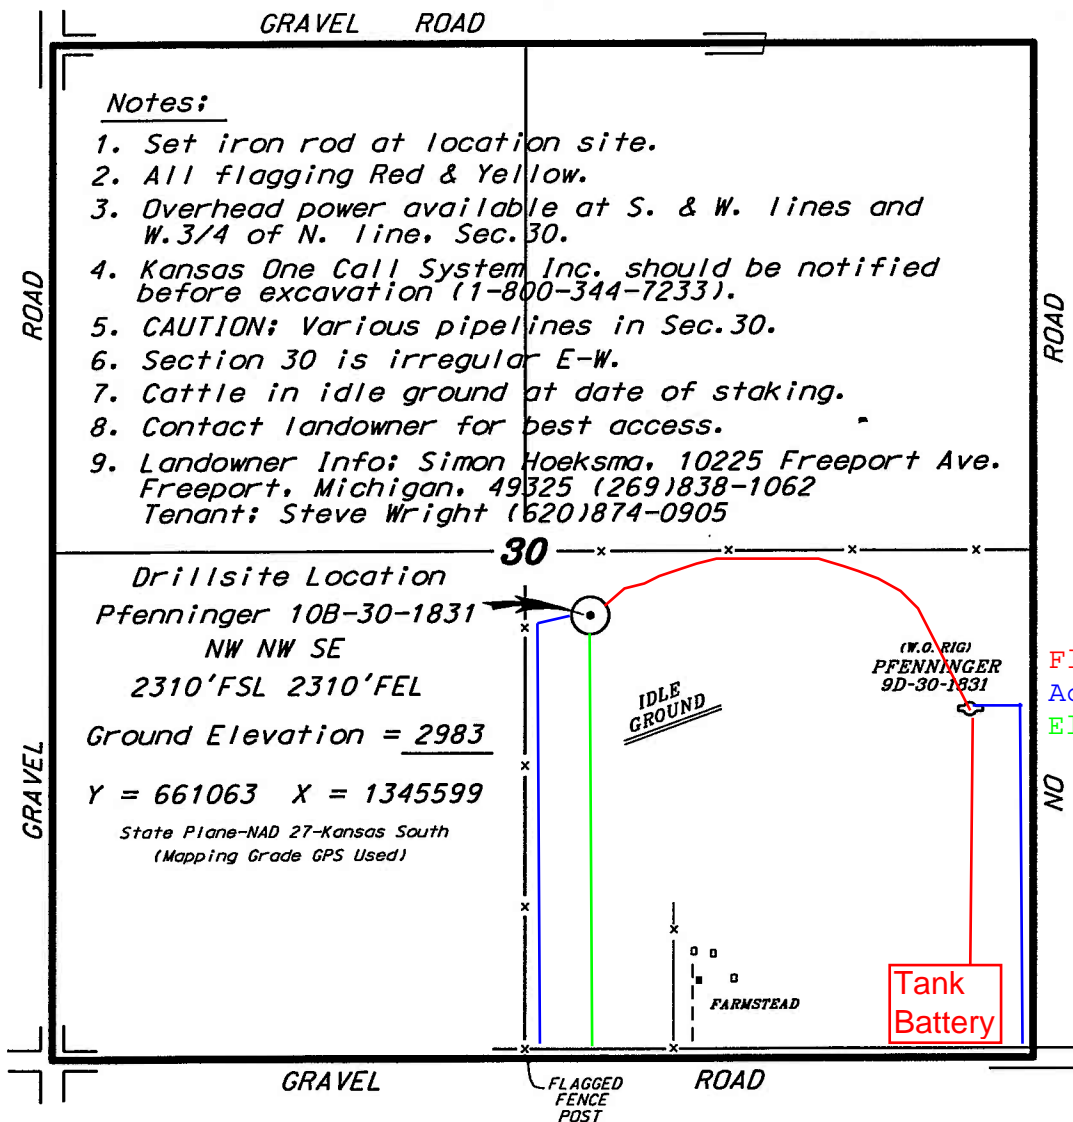 GRAVEL ROAD
Notes:
1. Set iron rod at location site.
2. All flagging Red & Yellow.
3. Overhead power available at S. & W. lines and
W.3/4 of N. line, Sec.30.
4. Kansas One Call System Inc. should be notified
before excavation (1-800-344-7233).
5. CAUTION: Various pipelines in Sec.30.
6. Section 30 is irregular E-W.
7. Cattle in idle ground at date of staking.
8. Contact landowner for best access.
9. Landowner Info: Simon Hoeksma, 10225 Freeport Ave.
Freeport, Michigan, 49325 (269)838-1062
Tenant: Steve Wright (620)874-0905
30
Drillsite Location
Pfenninger 10B-30-1831
NW NW SE
2310'FSL 2310'FEL
Ground Elevation = 2983
Y = 661063 X = 1345599
State Plane-NAD 27-Kansas South
(Mapping Grade GPS Used)
GRAVEL ROAD
IDLE
GROUND
(W.O. RIG)
PFENNINGER
9D-30-1831
Fl
Ac
El
NO ROAD
FARMSTEAD
Tank
Battery
GRAVEL ROAD
FLAGGED
FENCE
POST